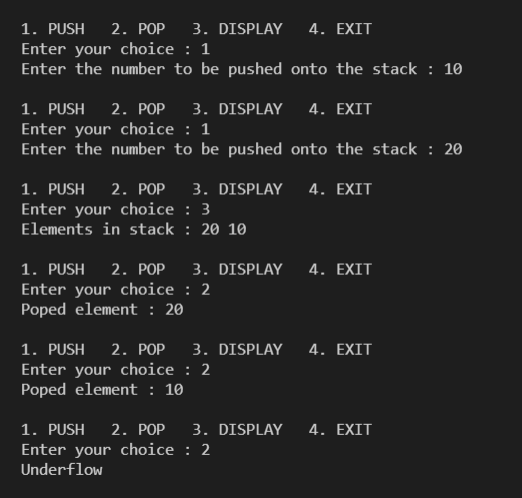 1. PUSH   2. POP   3. DISPLAY   4. EXIT
Enter your choice : 1
Enter the number to be pushed onto the stack : 10
1. PUSH   2. POP   3. DISPLAY   4. EXIT
Enter your choice : 1
Enter the number to be pushed onto the stack : 20
1. PUSH   2. POP   3. DISPLAY   4. EXIT
Enter your choice : 3
Elements in stack : 20 10
1. PUSH   2. POP   3. DISPLAY   4. EXIT
Enter your choice : 2
Poped element : 20
1. PUSH   2. POP   3. DISPLAY   4. EXIT
Enter your choice : 2
Poped element : 10
1. PUSH   2. POP   3. DISPLAY   4. EXIT
Enter your choice : 2
Underflow